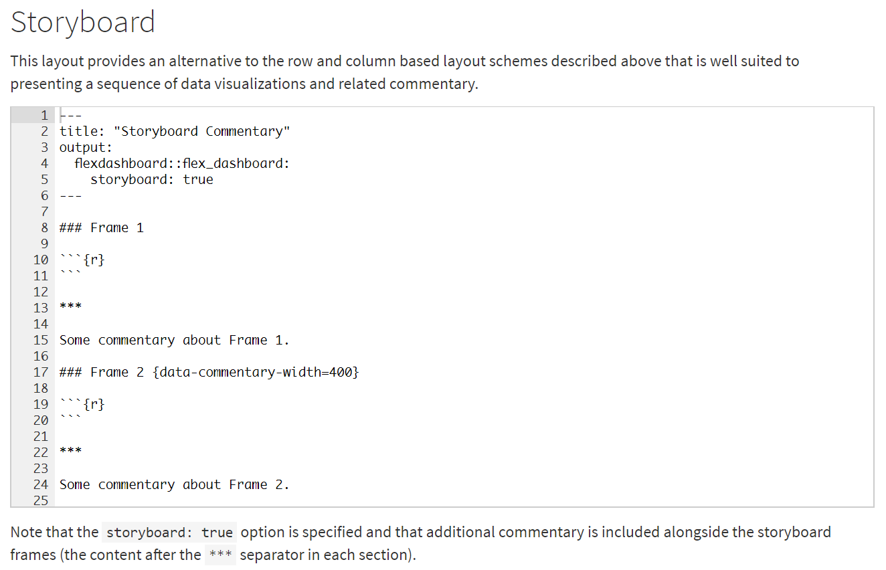 Storyboard
This layout provides an alternative to the row and column based layout schemes described above that is well suited to
presenting a sequence of data visualizations and related commentary.
1 ---
2 title: "Storyboard Commentary"
3 output:
4   flexdashboard::flex_dashboard:
5     storyboard: true
6 ---
7
8 ### Frame 1
9
10 ```{r}
11 ```
12
13 ***
14
15 Some commentary about Frame 1.
16
17 ### Frame 2 {data-commentary-width=400}
18
19 ```{r}
20 ```
21
22 ***
23
24 Some commentary about Frame 2.
25
Note that the storyboard: true option is specified and that additional commentary is included alongside the storyboard
frames (the content after the *** separator in each section).